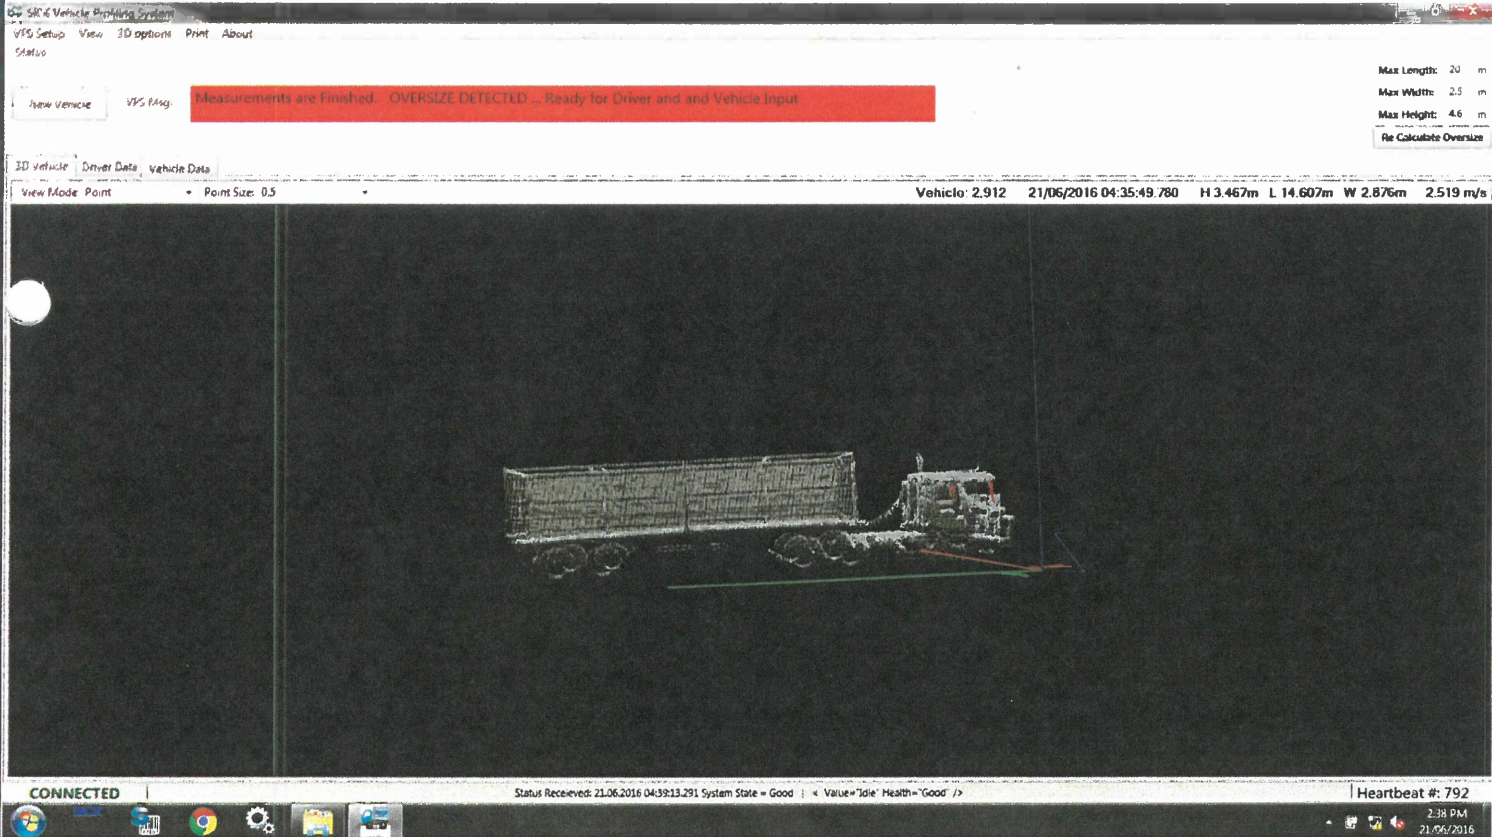 SICK Vehicle Profiling System
VPS Setup View 3D options Print About
Status
Max Length: 20 m
New Vehicle VPS Msg. Measurements are Finished. OVERSIZE DETECTED ... Ready for Driver and and Vehicle Input
Max Width: 2.5 m
Max Height: 4.6 m
Re Calculate Oversize
3D Vehicle Driver Data Vehicle Data
View Mode Point Point Size: 0.5 Vehicle: 2,912 21/06/2016 04:35:49.780 H 3.467m L 14.607m W 2.876m 2.519 m/s
CONNECTED Status Receieved: 21.06.2016 04:39:13.291 System State = Good | < Value="Idle" Health="Good" /> Heartbeat #: 792
SICK
2:38 PM
21/06/2016